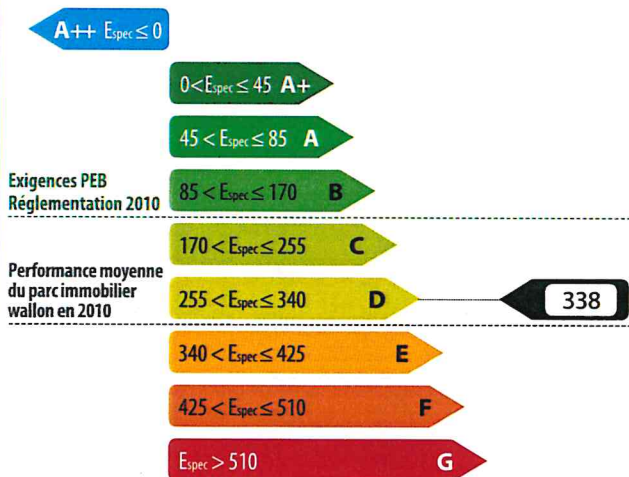 A++ Espec ≤ 0
0 < Espec ≤ 45 A+
45 < Espec ≤ 85 A
Exigences PEB
Réglementation 2010
85 < Espec ≤ 170 B
170 < Espec ≤ 255 C
Performance moyenne
du parc immobilier
wallon en 2010
255 < Espec ≤ 340 D
338
340 < Espec ≤ 425 E
425 < Espec ≤ 510 F
Espec > 510 G